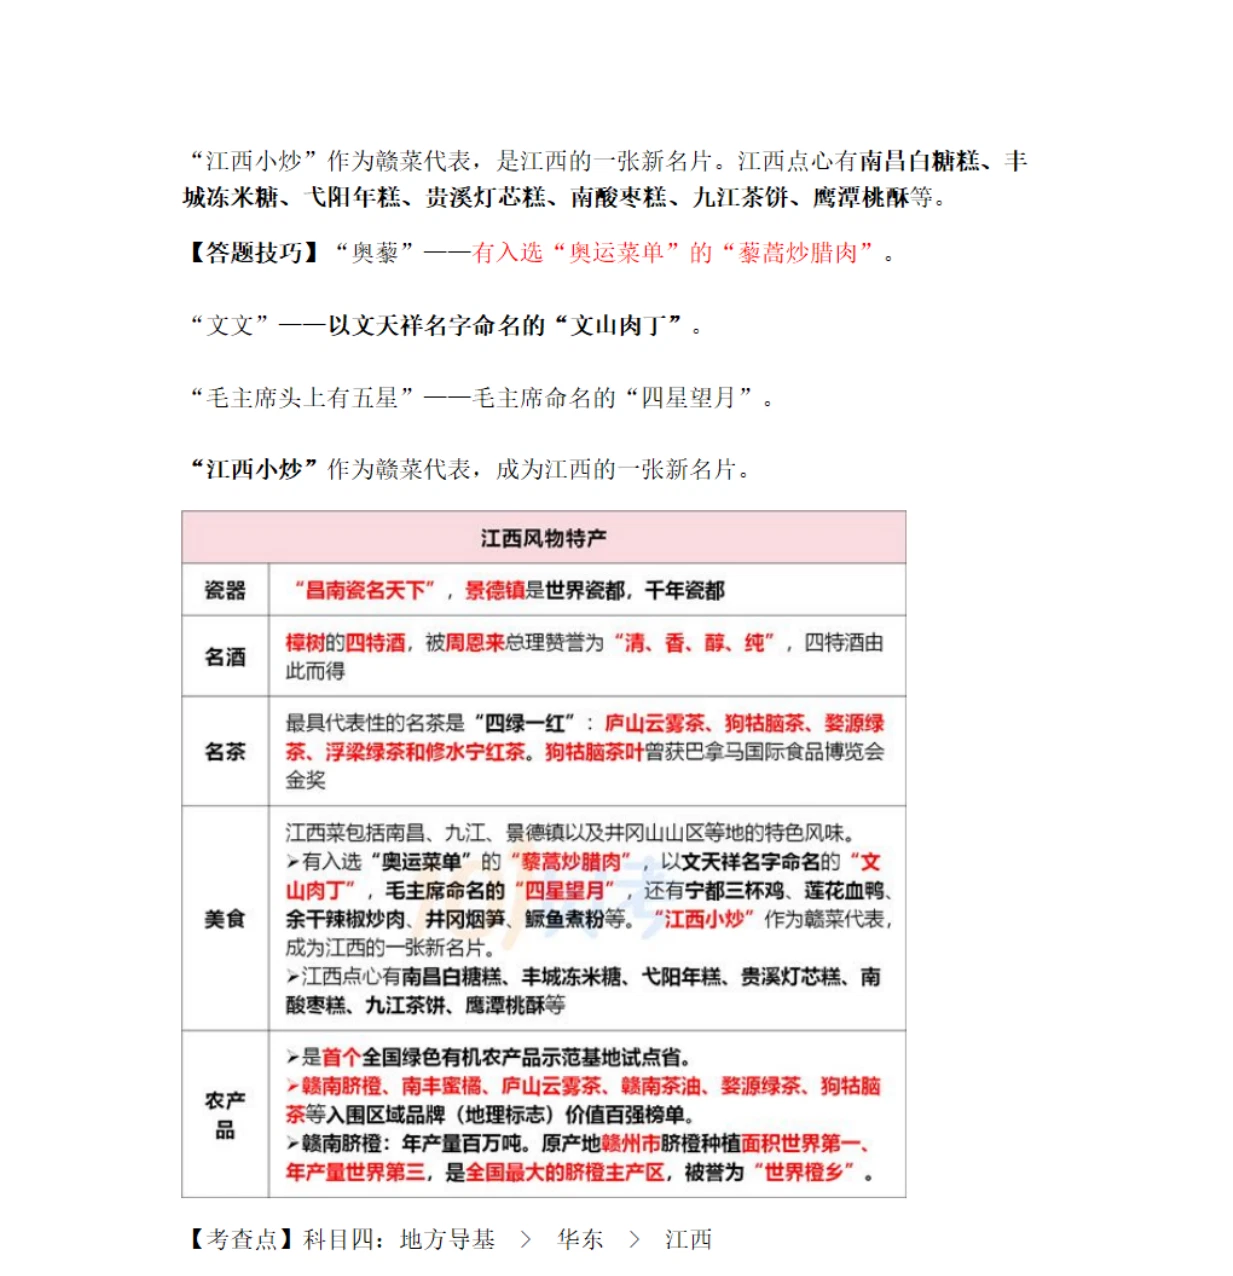 “江西小炒”作为赣菜代表，是江西的一张新名片。江西点心有南昌白糖糕、丰
城冻米糖、弋阳年糕、贵溪灯芯糕、南酸枣糕、九江茶饼、鹰潭桃酥等。
【答题技巧】“奥藜”——有入选“奥运菜单”的“藜蒿炒腊肉”。
“文文”——以文天祥名字命名的“文山肉丁”。
“毛主席头上有五星”——毛主席命名的“四星望月”。
“江西小炒”作为赣菜代表，成为江西的一张新名片。
江西风物特产
瓷器
“昌南瓷名天下”，景德镇是世界瓷都，千年瓷都
名酒
樟树的四特酒，被周恩来总理赞誉为“清、香、醇、纯”，四特酒由
此而得
名茶
最具代表性的名茶是“四绿一红”：庐山云雾茶、狗牯脑茶、婺源绿
茶、浮梁绿茶和修水宁红茶。狗牯脑茶叶曾获巴拿马国际食品博览会
金奖
美食
江西菜包括南昌、九江、景德镇以及井冈山山区等地的特色风味。
➢有入选“奥运菜单”的“藜蒿炒腊肉”，以文天祥名字命名的“文
山肉丁”，毛主席命名的“四星望月”，还有宁都三杯鸡、莲花血鸭、
余干辣椒炒肉、井冈烟笋、鳜鱼煮粉等。“江西小炒”作为赣菜代表，
成为江西的一张新名片。
➢江西点心有南昌白糖糕、丰城冻米糖、弋阳年糕、贵溪灯芯糕、南
酸枣糕、九江茶饼、鹰潭桃酥等
农产
品
➢是首个全国绿色有机农产品示范基地试点省。
➢赣南脐橙、南丰蜜橘、庐山云雾茶、赣南茶油、婺源绿茶、狗牯脑
茶等入围区域品牌（地理标志）价值百强榜单。
➢赣南脐橙：年产量百万吨。原产地赣州市脐橙种植面积世界第一、
年产量世界第三，是全国最大的脐橙主产区，被誉为“世界橙乡”。
【考查点】科目四：地方导基 > 华东 > 江西